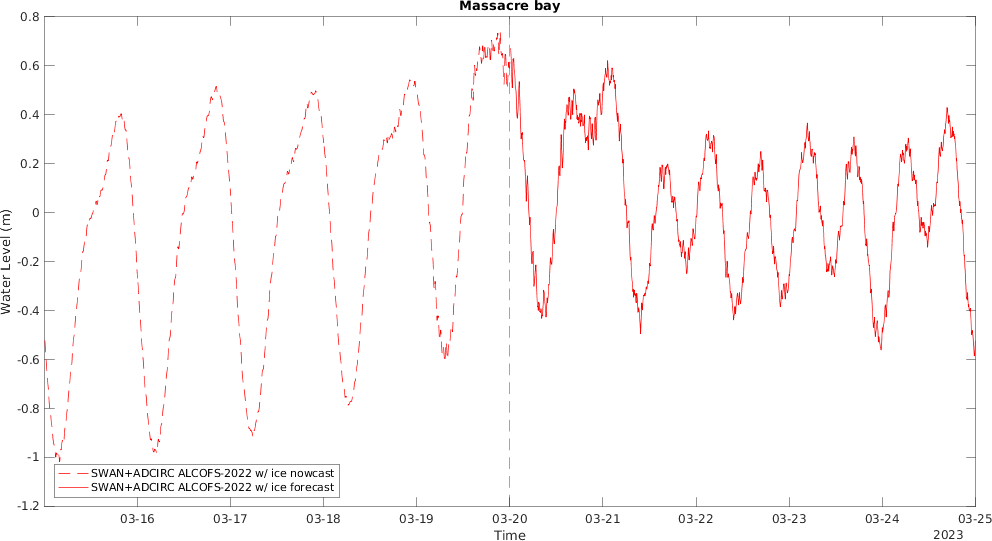 Massacre bay
0.8
0.6
0.4
0.2
0
-0.2
-0.4
-0.6
-0.8
-1
-1.2
Water Level (m)
SWAN+ADCIRC ALCOFS-2022 w/ ice nowcast
SWAN+ADCIRC ALCOFS-2022 w/ ice forecast
03-16 03-17 03-18 03-19 03-20 03-21 03-22 03-23 03-24 03-25
Time
2023